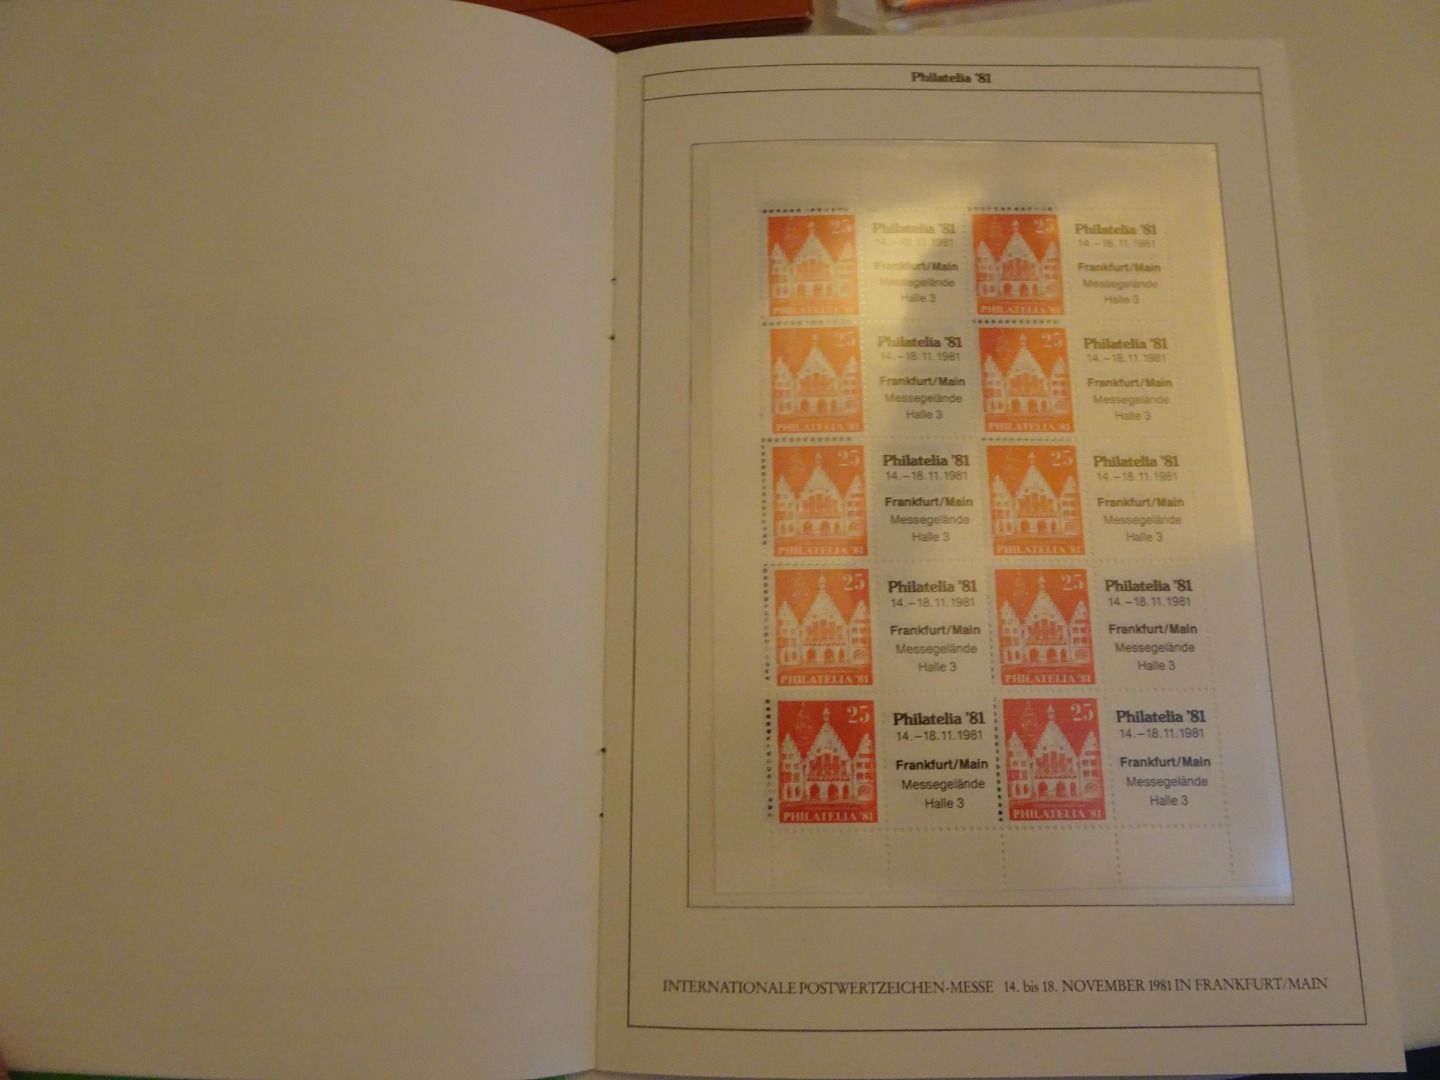 Philatelia '81
25 Philatelia '81 25 Philatelia '81
14.–18.11.1981 14.–18.11.1981
Frankfurt/Main Frankfurt/Main
Messegelände Messegelände
PHILATELIA '81 Halle 3 PHILATELIA '81 Halle 3
25 Philatelia '81 25 Philatelia '81
14.–18.11.1981 14.–18.11.1981
Frankfurt/Main Frankfurt/Main
Messegelände Messegelände
PHILATELIA '81 Halle 3 PHILATELIA '81 Halle 3
25 Philatelia '81 25 Philatelia '81
14.–18.11.1981 14.–18.11.1981
Frankfurt/Main Frankfurt/Main
Messegelände Messegelände
PHILATELIA '81 Halle 3 PHILATELIA '81 Halle 3
25 Philatelia '81 25 Philatelia '81
14.–18.11.1981 14.–18.11.1981
Frankfurt/Main Frankfurt/Main
Messegelände Messegelände
PHILATELIA '81 Halle 3 PHILATELIA '81 Halle 3
25 Philatelia '81 25 Philatelia '81
14.–18.11.1981 14.–18.11.1981
Frankfurt/Main Frankfurt/Main
Messegelände Messegelände
PHILATELIA '81 Halle 3 PHILATELIA '81 Halle 3
INTERNATIONALE POSTWERTZEICHEN-MESSE 14. bis 18. NOVEMBER 1981 IN FRANKFURT/MAIN